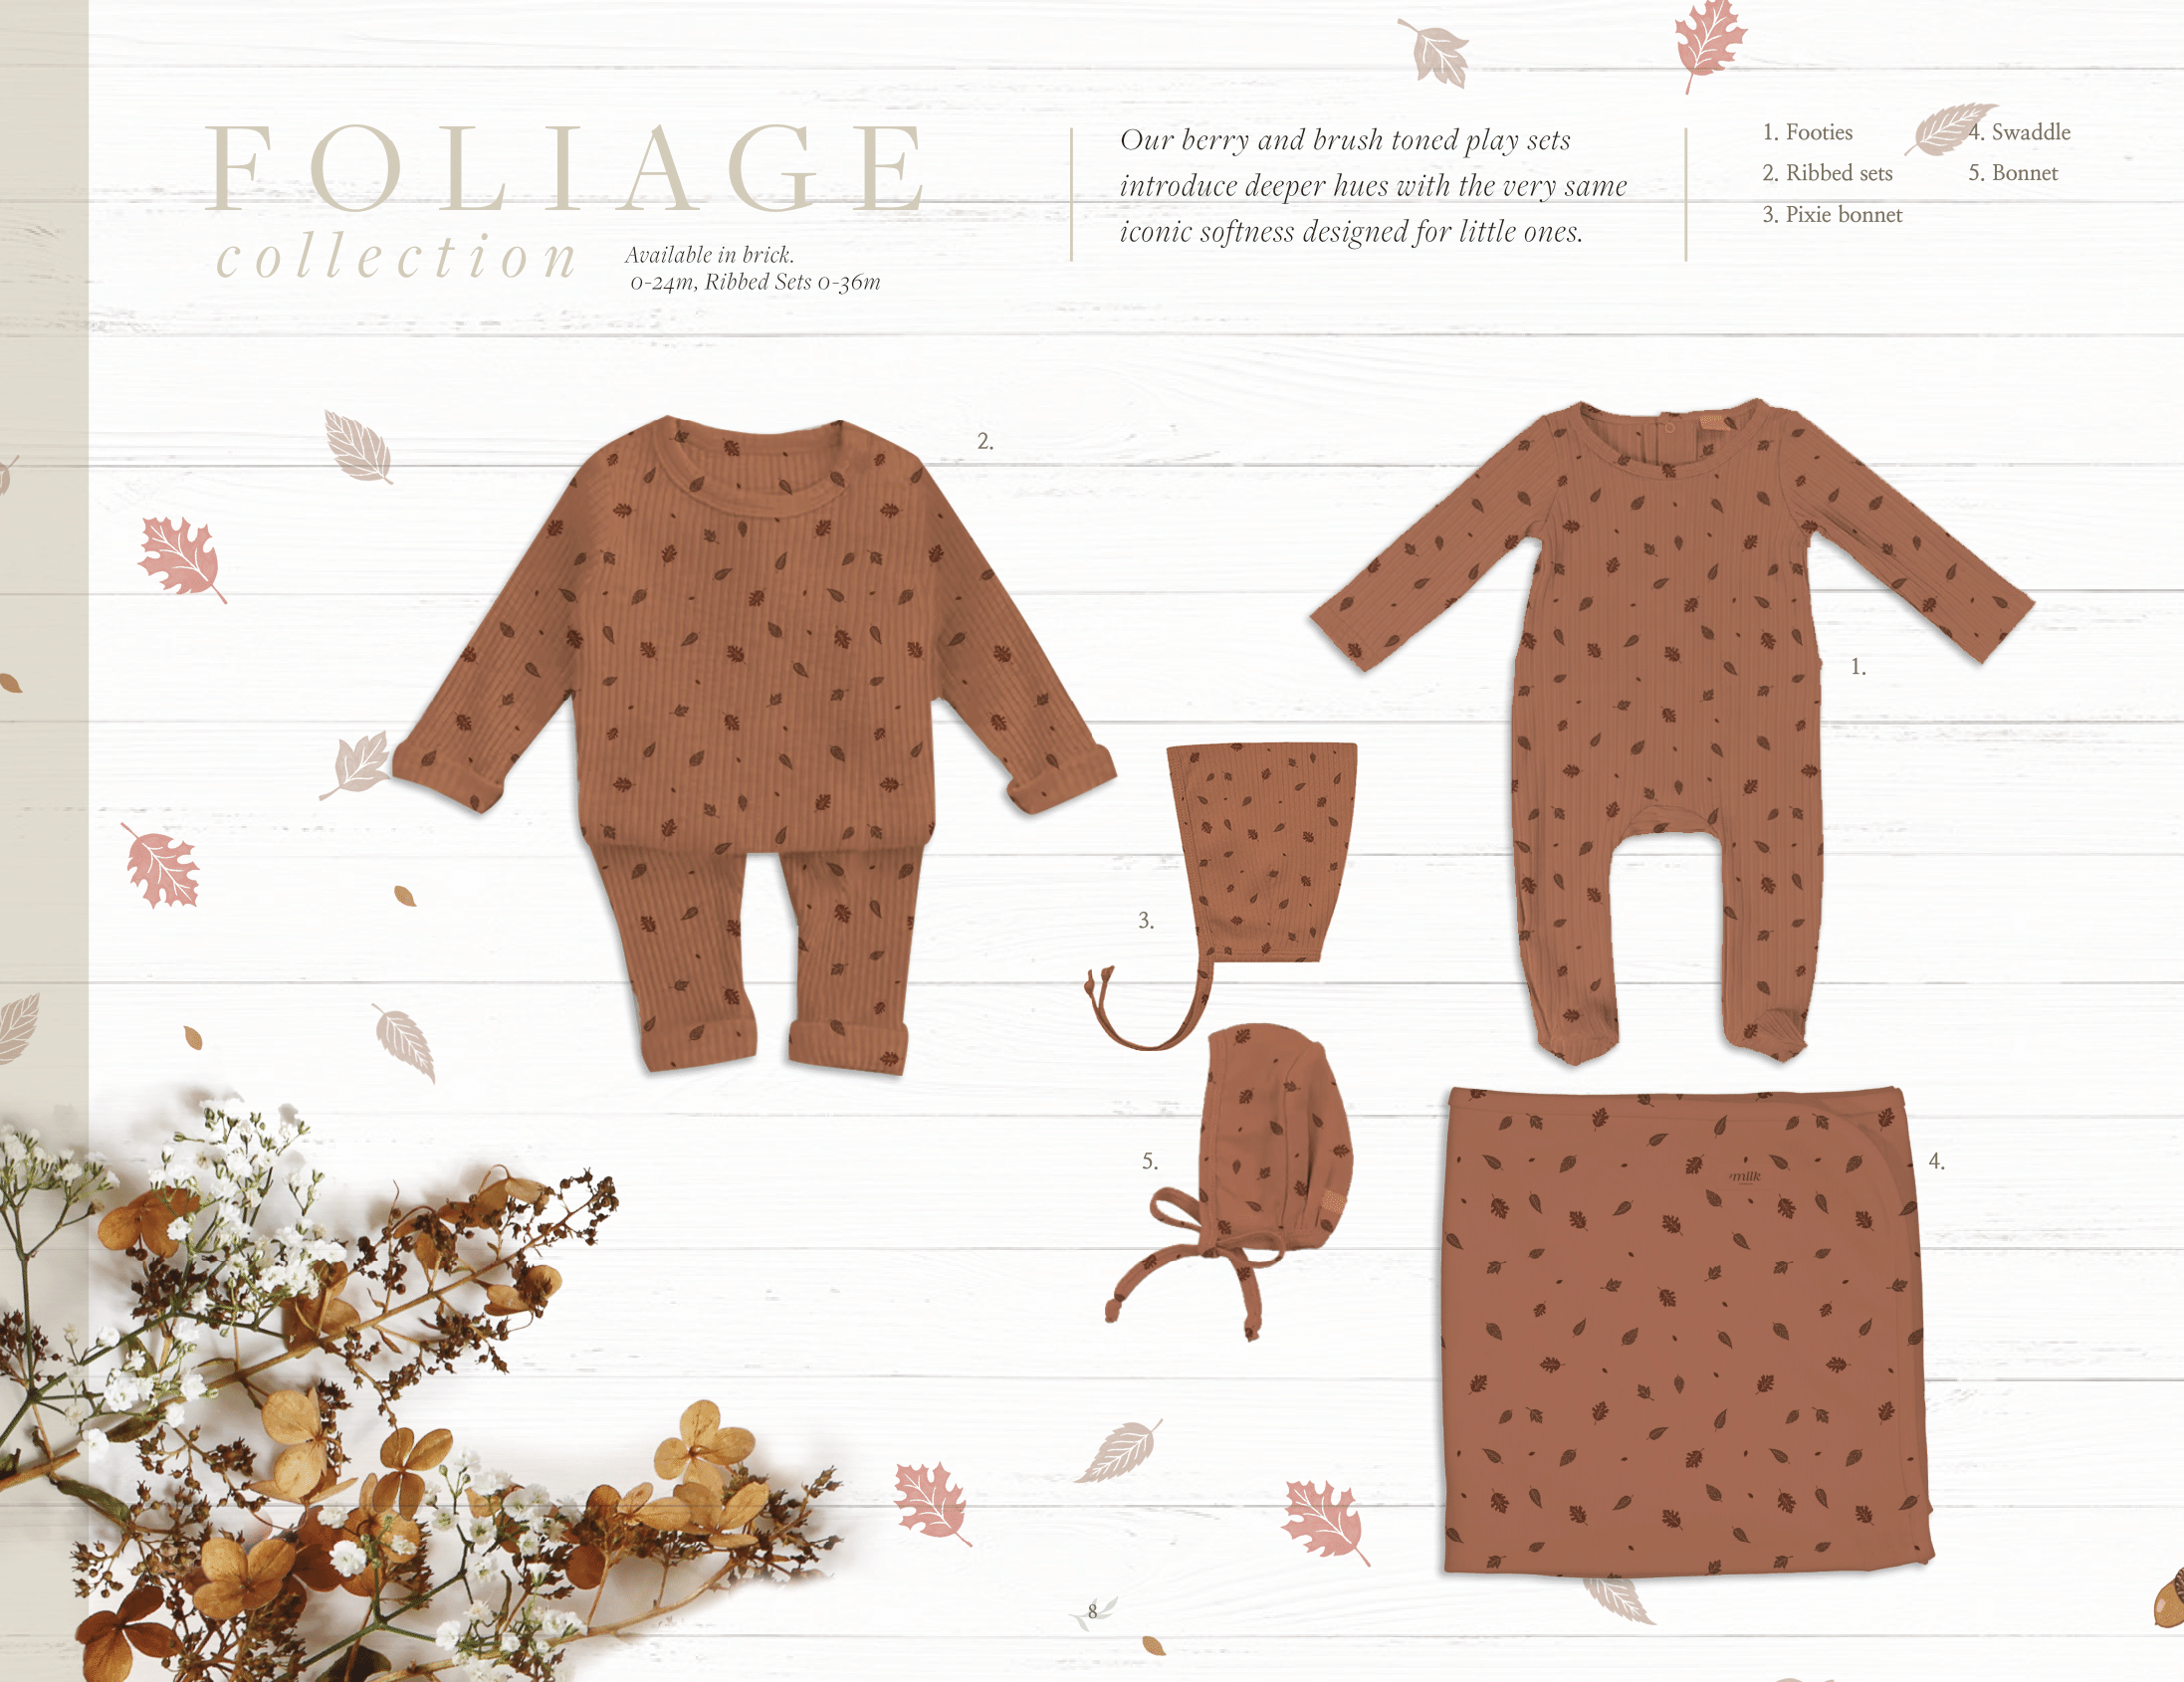 FOLIAGE
collection
Available in brick.
0-24m, Ribbed Sets 0-36m
Our berry and brush toned play sets
introduce deeper hues with the very same
iconic softness designed for little ones.
1. Footies
2. Ribbed sets
3. Pixie bonnet
4. Swaddle
5. Bonnet
2.
1.
3.
5.
4.
milk
8